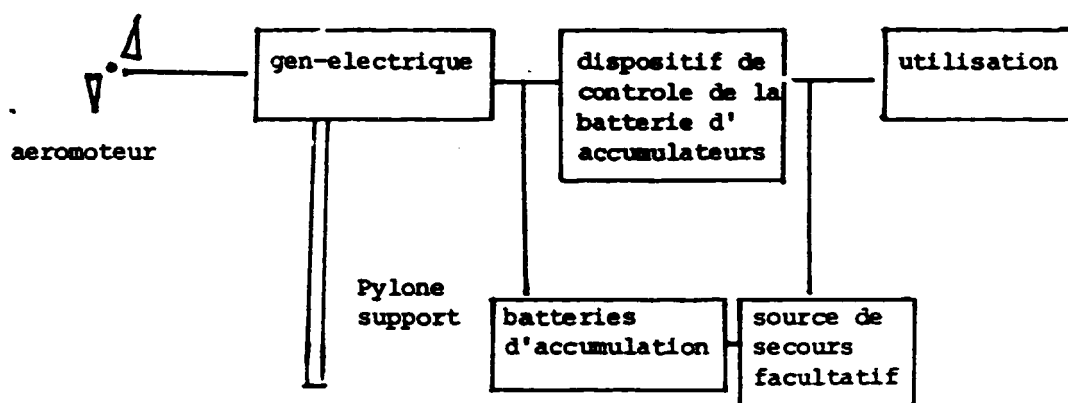 gen-electrique
dispositif de
controle de la
batterie d'
accumulateurs
utilisation
aeromoteur
Pylone
support
batteries
d'accumulation
source de
secours
facultatif